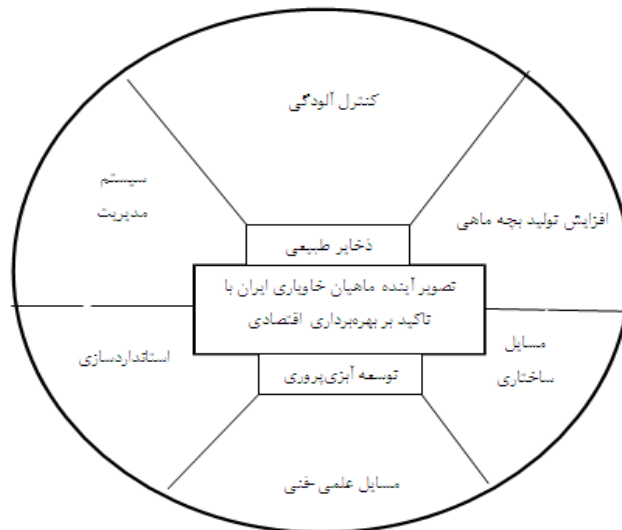 کنترل آلودگی
سیستم
مدیریت
افزایش تولید بچه ماهی
ذخایر طبیعی
تصویر آینده ماهیان خاویاری ایران با
تاکید بر بهره‌برداری اقتصادی
توسعه آبزی‌پروری
مسایل
ساختاری
استانداردسازی
مسایل علمی-فنی